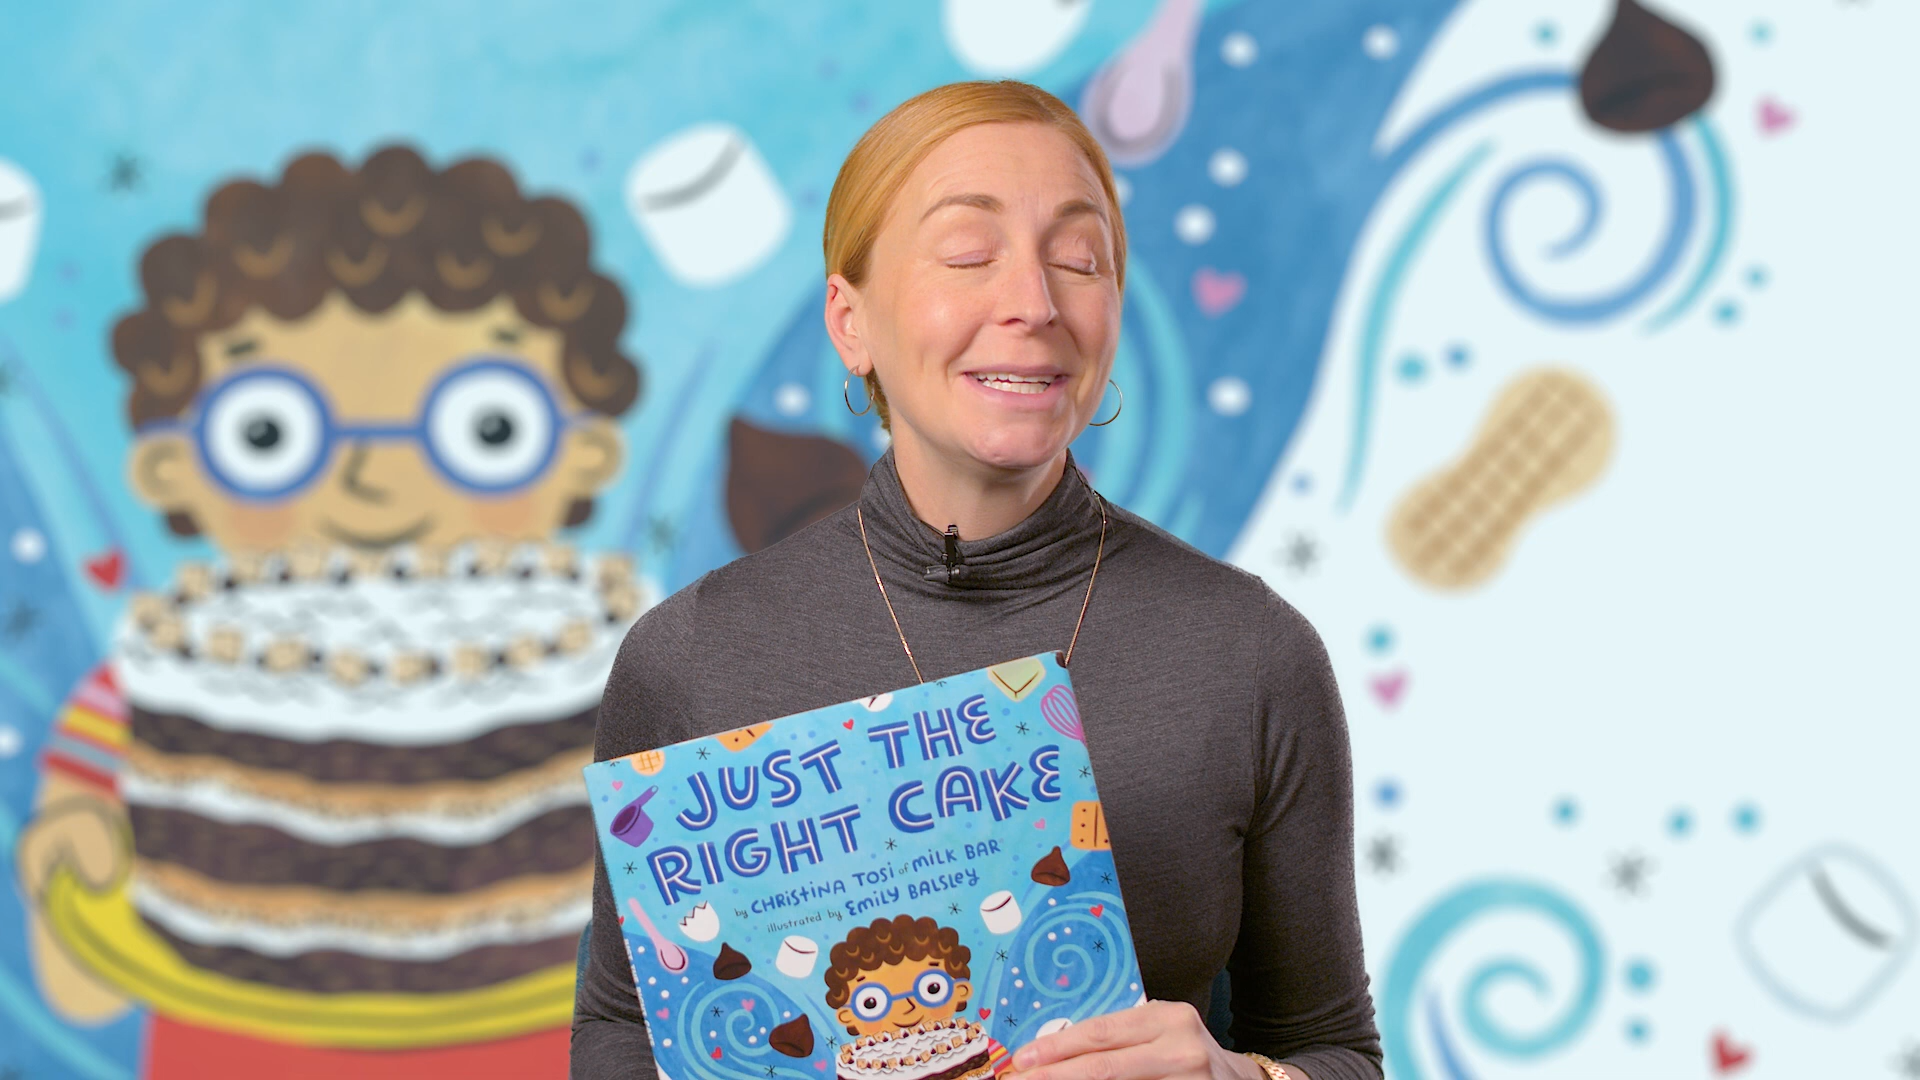 JUST THE
RIGHT CAKE
by CHRISTINA TOSI of MILK BAR
illustrated by EMILY BALSLEY